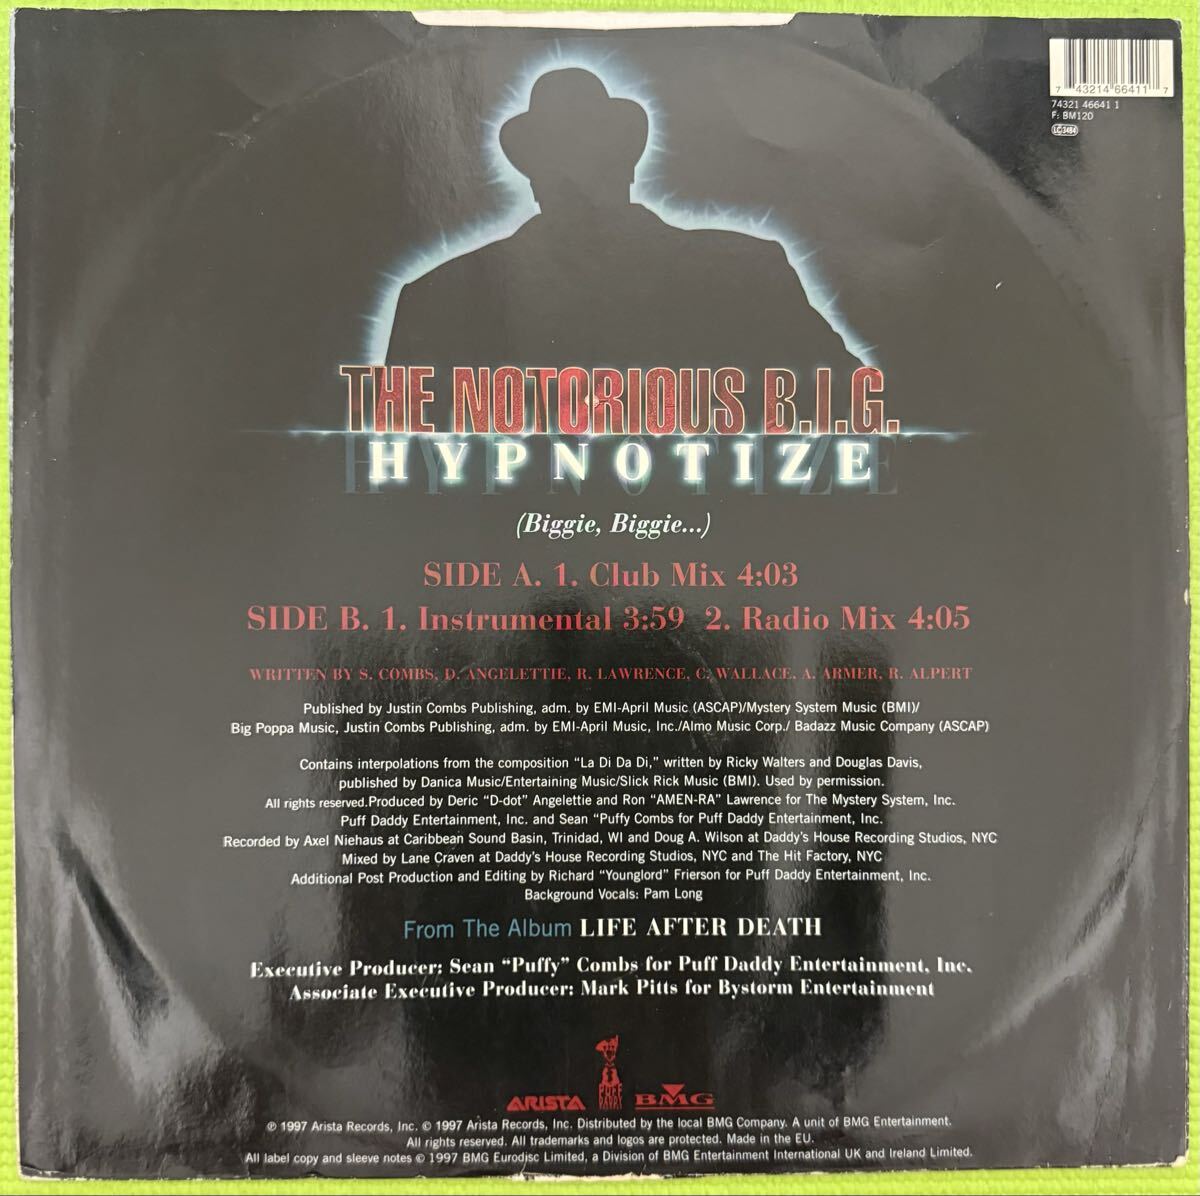 7 43214 66411 7
74321 46641 1
F: BM120
LC 3484
THE NOTORIOUS B.I.G.
HYPNOTIZE
(Biggie, Biggie...)
SIDE A. 1. Club Mix 4:03
SIDE B. 1. Instrumental 3:59 2. Radio Mix 4:05
WRITTEN BY S. COMBS, D. ANGELETTIE, R. LAWRENCE, C. WALLACE, A. ARMER, R. ALPERT
Published by Justin Combs Publishing, adm. by EMI-April Music (ASCAP)/Mystery System Music (BMI)/
Big Poppa Music, Justin Combs Publishing, adm. by EMI-April Music, Inc./Almo Music Corp./ Badazz Music Company (ASCAP)
Contains interpolations from the composition “La Di Da Di,” written by Ricky Walters and Douglas Davis,
published by Danica Music/Entertaining Music/Slick Rick Music (BMI). Used by permission.
All rights reserved.Produced by Deric “D-dot” Angelettie and Ron “AMEN-RA” Lawrence for The Mystery System, Inc.
Puff Daddy Entertainment, Inc. and Sean “Puffy Combs for Puff Daddy Entertainment, Inc.
Recorded by Axel Niehaus at Caribbean Sound Basin, Trinidad, WI and Doug A. Wilson at Daddy's House Recording Studios, NYC
Mixed by Lane Craven at Daddy's House Recording Studios, NYC and The Hit Factory, NYC
Additional Post Production and Editing by Richard “Younglord” Frierson for Puff Daddy Entertainment, Inc.
Background Vocals: Pam Long
From The Album LIFE AFTER DEATH
Executive Producer: Sean “Puffy” Combs for Puff Daddy Entertainment, Inc.
Associate Executive Producer: Mark Pitts for Bystorm Entertainment
ARISTA PUFF DADDY BMG
℗ 1997 Arista Records, Inc. © 1997 Arista Records, Inc. Distributed by the local BMG Company. A unit of BMG Entertainment.
All rights reserved. All trademarks and logos are protected. Made in the EU.
All label copy and sleeve notes © 1997 BMG Eurodisc Limited, a Division of BMG Entertainment International UK and Ireland Limited.